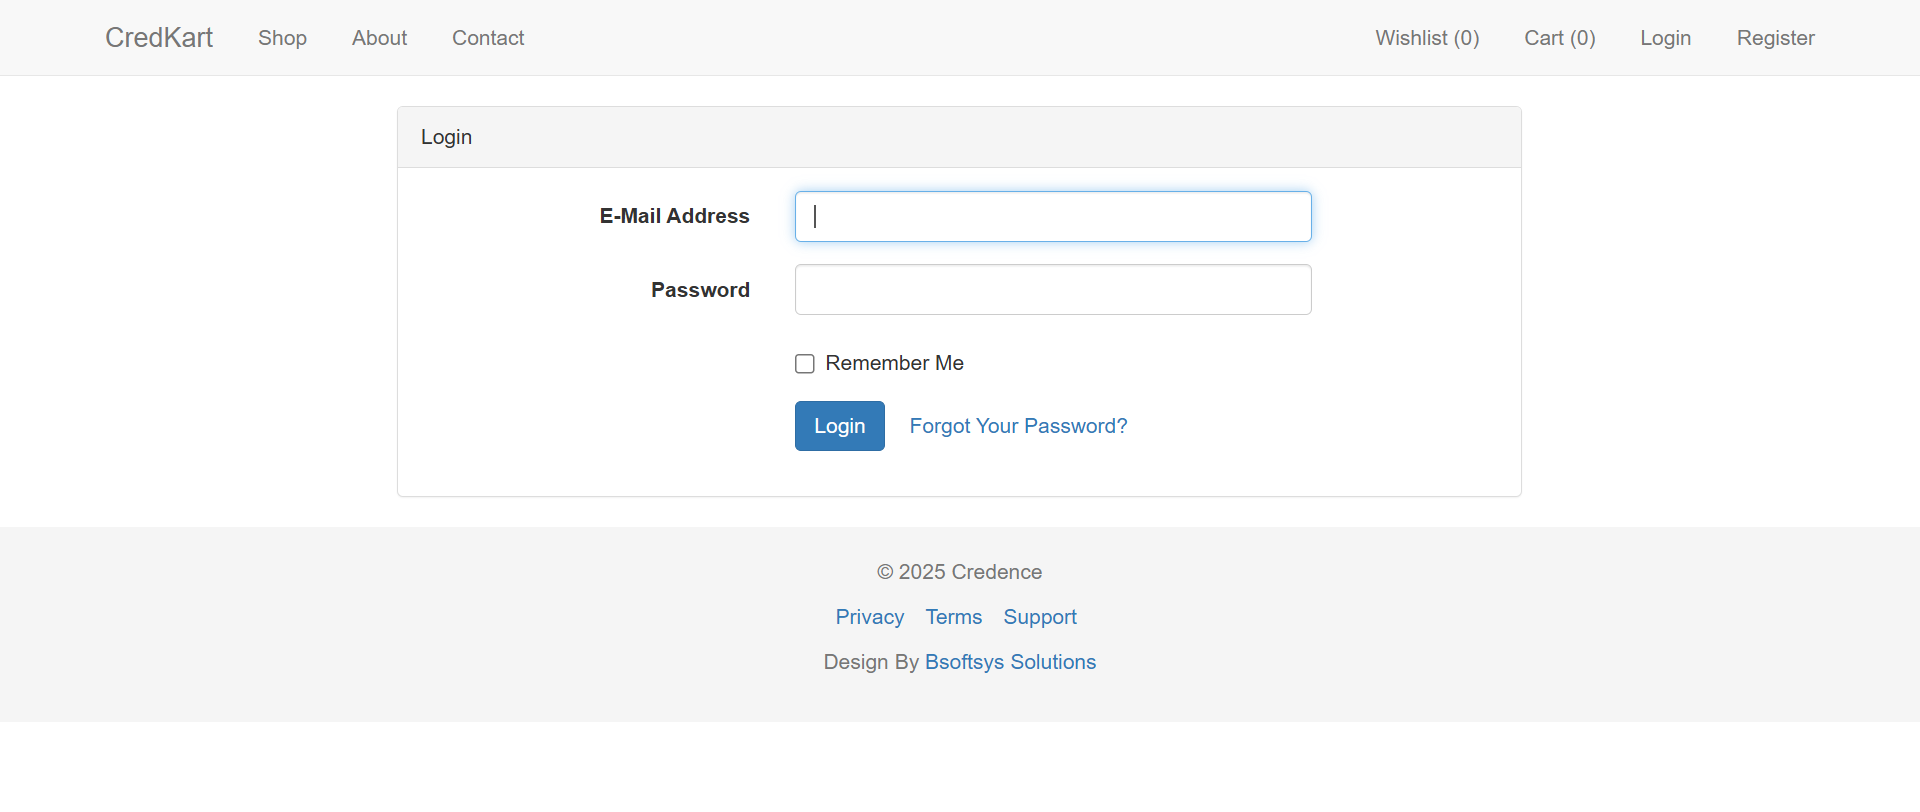 CredKart Shop About Contact Wishlist (0) Cart (0) Login Register
Login
E-Mail Address
Password
Remember Me
Login Forgot Your Password?
© 2025 Credence
Privacy Terms Support
Design By Bsoftsys Solutions